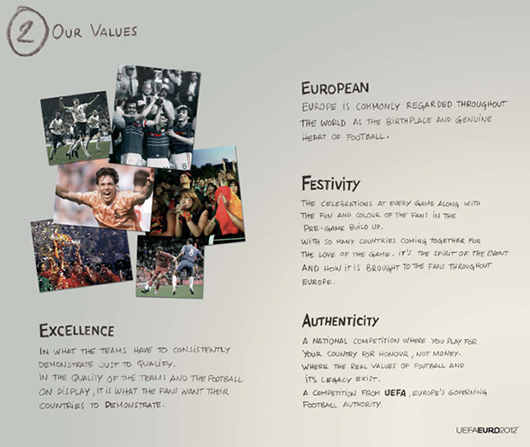 2 Our Values
European
Europe is commonly regarded throughout
the world as the birthplace and genuine
heart of football.
Festivity
The celebrations at every game along with
the fun and colour of the fans in the
pre-game build up.
With so many countries coming together for
the love of the game. It's the spirit of the event
and how it is brought to the fans throughout
Europe.
Excellence
In what the teams have to consistently
demonstrate just to qualify.
In the quality of the teams and the football
on display, it is what the fans want their
countries to demonstrate.
Authenticity
A national competition where you play for
your country for honour, not money.
Where the real values of football and
its legacy exist.
A competition from UEFA, Europe's governing
football authority.
UEFAEURO2012